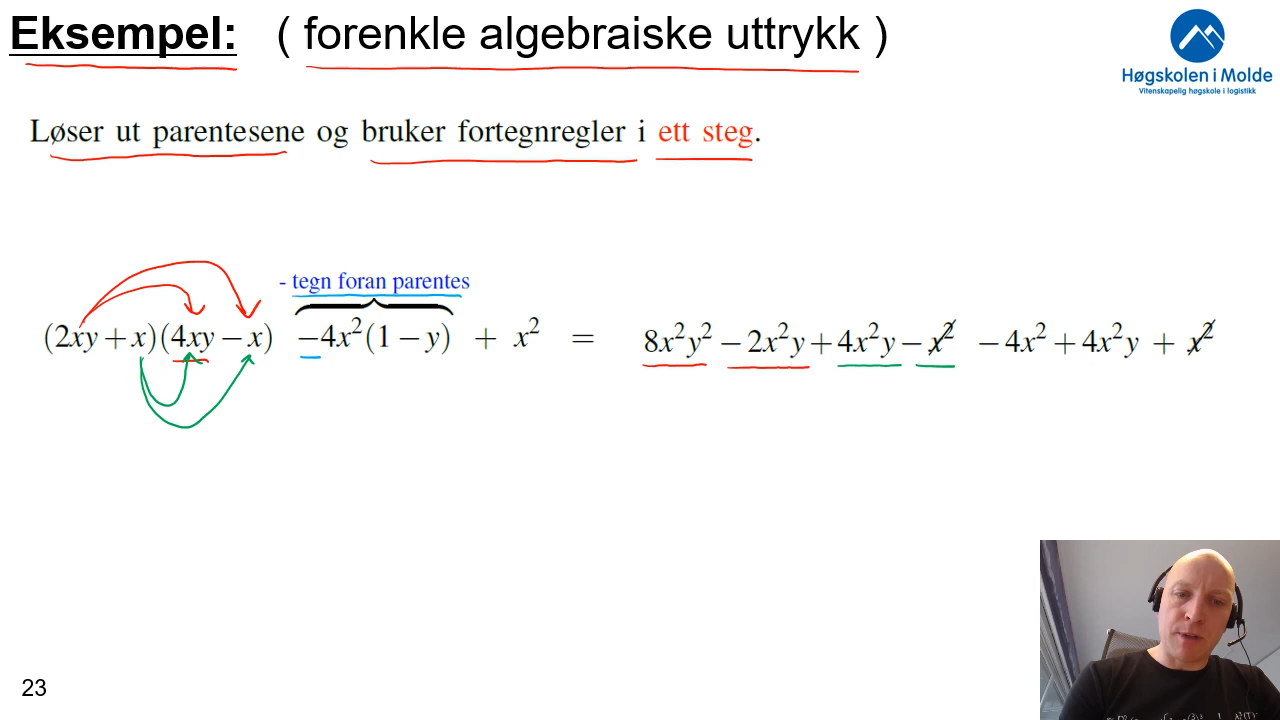 Eksempel: ( forenkle algebraiske uttrykk )
Høgskolen i Molde
Vitenskapelig høgskole i logistikk
Løser ut parentesene og bruker fortegnregler i ett steg.
- tegn foran parentes
(2xy + x)(4xy − x) −4x²(1 − y) + x² = 8x²y² − 2x²y + 4x²y − x² − 4x² + 4x²y + x²
23